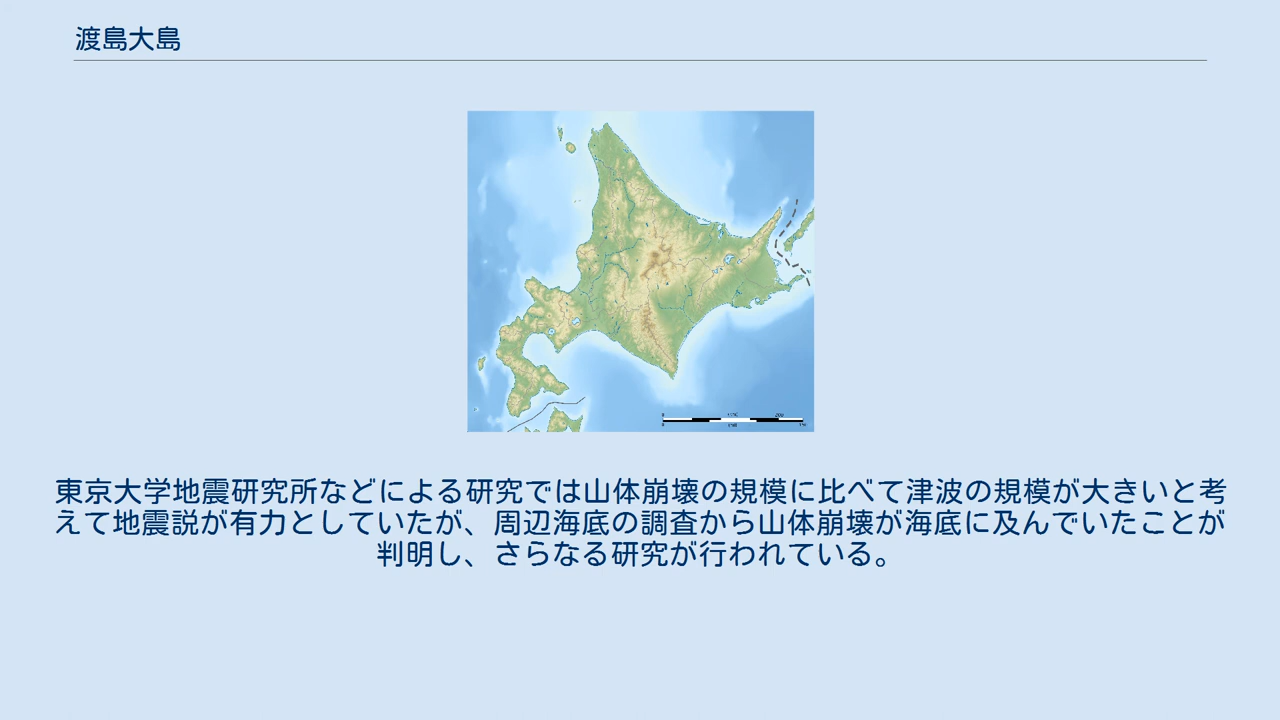 渡島大島
東京大学地震研究所などによる研究では山体崩壊の規模に比べて津波の規模が大きいと考
えて地震説が有力としていたが、周辺海底の調査から山体崩壊が海底に及んでいたことが
判明し、さらなる研究が行われている。